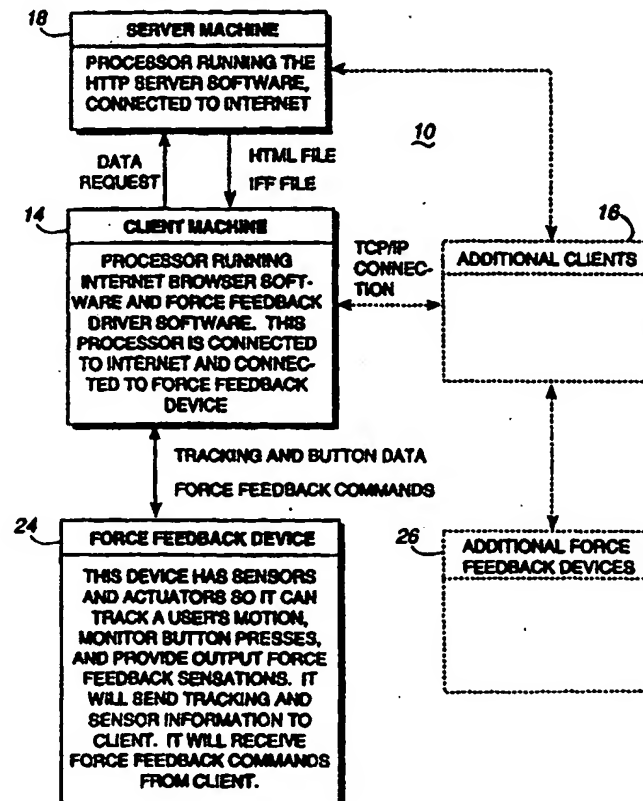 18
SERVER MACHINE
PROCESSOR RUNNING THE
HTTP SERVER SOFTWARE,
CONNECTED TO INTERNET
10
DATA
REQUEST
HTML FILE
IFF FILE
14
CLIENT MACHINE
PROCESSOR RUNNING
INTERNET BROWSER SOFT-
WARE AND FORCE FEEDBACK
DRIVER SOFTWARE. THIS
PROCESSOR IS CONNECTED
TO INTERNET AND CONNEC-
TED TO FORCE FEEDBACK
DEVICE
TCP/IP
CONNEC-
TION
16
ADDITIONAL CLIENTS
TRACKING AND BUTTON DATA
FORCE FEEDBACK COMMANDS
24
FORCE FEEDBACK DEVICE
THIS DEVICE HAS SENSORS
AND ACTUATORS SO IT CAN
TRACK A USER'S MOTION,
MONITOR BUTTON PRESSES,
AND PROVIDE OUTPUT FORCE
FEEDBACK SENSATIONS. IT
WILL SEND TRACKING AND
SENSOR INFORMATION TO
CLIENT. IT WILL RECEIVE
FORCE FEEDBACK COMMANDS
FROM CLIENT.
26
ADDITIONAL FORCE
FEEDBACK DEVICES